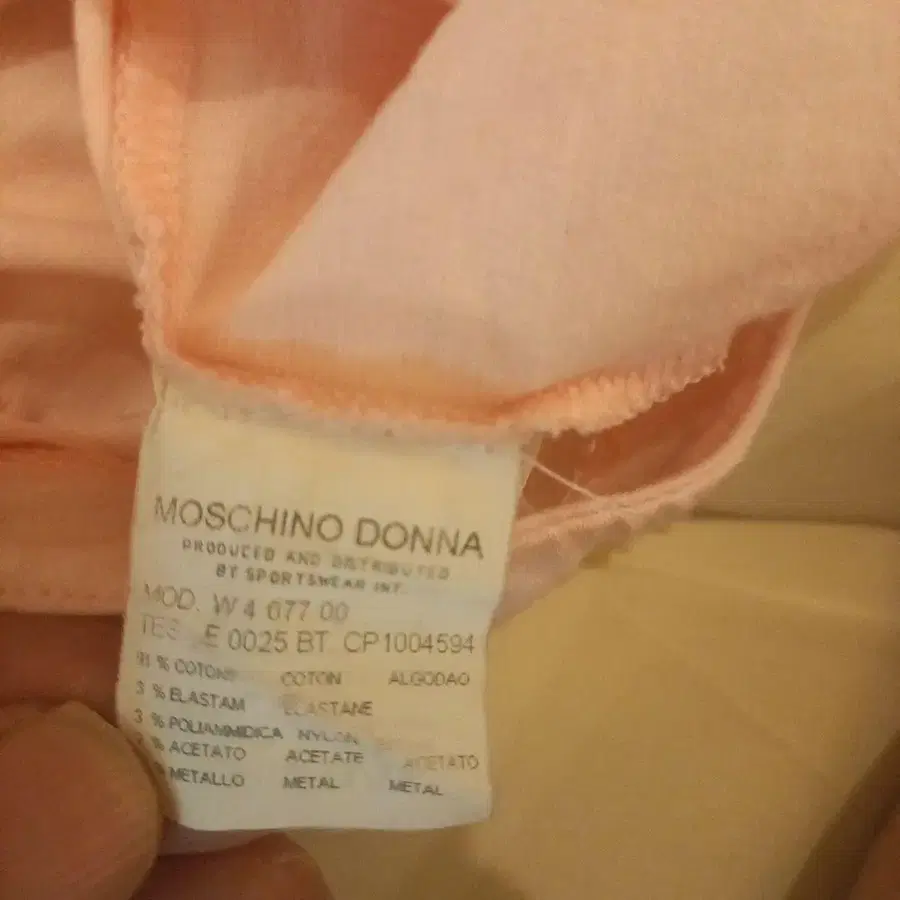 MOSCHINO DONNA
PRODUCED AND DISTRIBUTED
BY SPORTSWEAR INT.
MOD. W 4 677 00
E 0025 BT CP1004594
% COTONE COTON ALGODAO
3 % ELASTAM ELASTANE
3 % POLIAMMIDICA NYLON
% ACETATO ACETATE ACETATO
METALLO METAL METAL